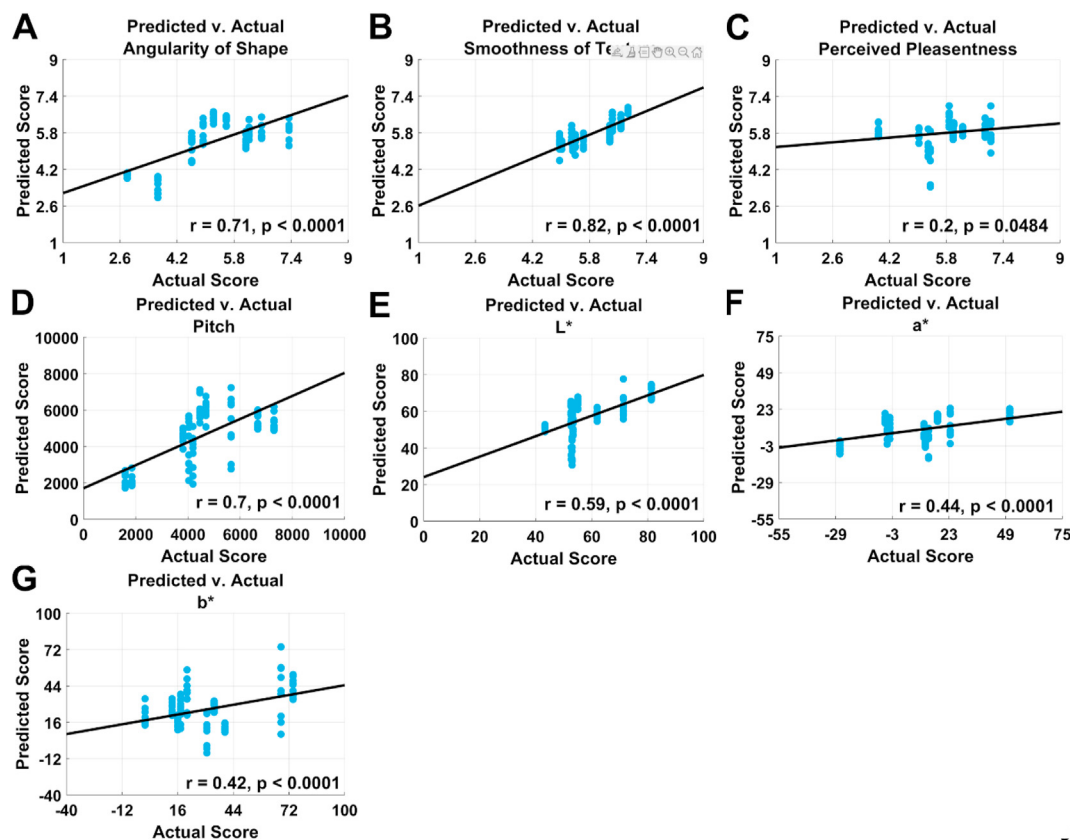 A
Predicted v. Actual
Angularity of Shape
9
7.4
5.8
4.2
2.6
1
Predicted Score
r = 0.71, p < 0.0001
1 2.6 4.2 5.8 7.4 9
Actual Score
B
Predicted v. Actual
Smoothness of
9
7.4
5.8
4.2
2.6
1
Predicted Score
r = 0.82, p < 0.0001
1 2.6 4.2 5.8 7.4 9
Actual Score
C
Predicted v. Actual
Perceived Pleasentness
9
7.4
5.8
4.2
2.6
1
Predicted Score
r = 0.2, p = 0.0484
1 2.6 4.2 5.8 7.4 9
Actual Score
D
Predicted v. Actual
Pitch
10000
8000
6000
4000
2000
0
Predicted Score
r = 0.7, p < 0.0001
0 2000 4000 6000 8000 10000
Actual Score
E
Predicted v. Actual
L*
100
80
60
40
20
0
Predicted Score
r = 0.59, p < 0.0001
0 20 40 60 80 100
Actual Score
F
Predicted v. Actual
a*
75
49
23
-3
-29
-55
Predicted Score
r = 0.44, p < 0.0001
-55 -29 -3 23 49 75
Actual Score
G
Predicted v. Actual
b*
100
72
44
16
-12
-40
Predicted Score
r = 0.42, p < 0.0001
-40 -12 16 44 72 100
Actual Score